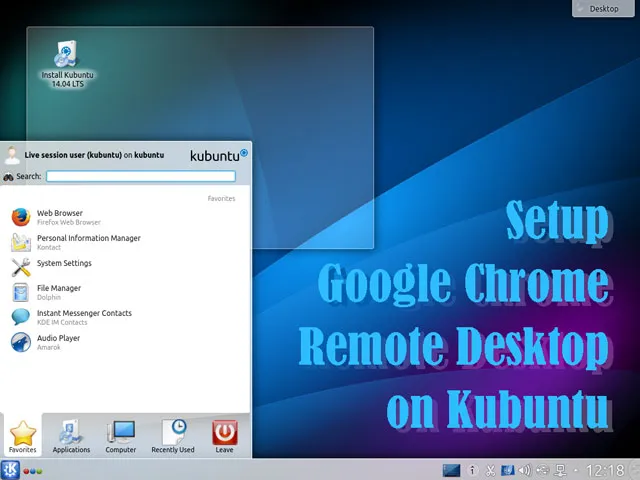 Desktop
Install Kubuntu
14.04 LTS
Live session user (kubuntu) on kubuntu
kubuntu
Search:
Favorites
Web Browser
Firefox Web Browser
Personal Information Manager
Kontact
System Settings
File Manager
Dolphin
Instant Messenger Contacts
KDE IM Contacts
Audio Player
Amarok
Setup
Google Chrome
Remote Desktop
on Kubuntu
Favorites
Applications
Computer
Recently Used
Leave
12:18